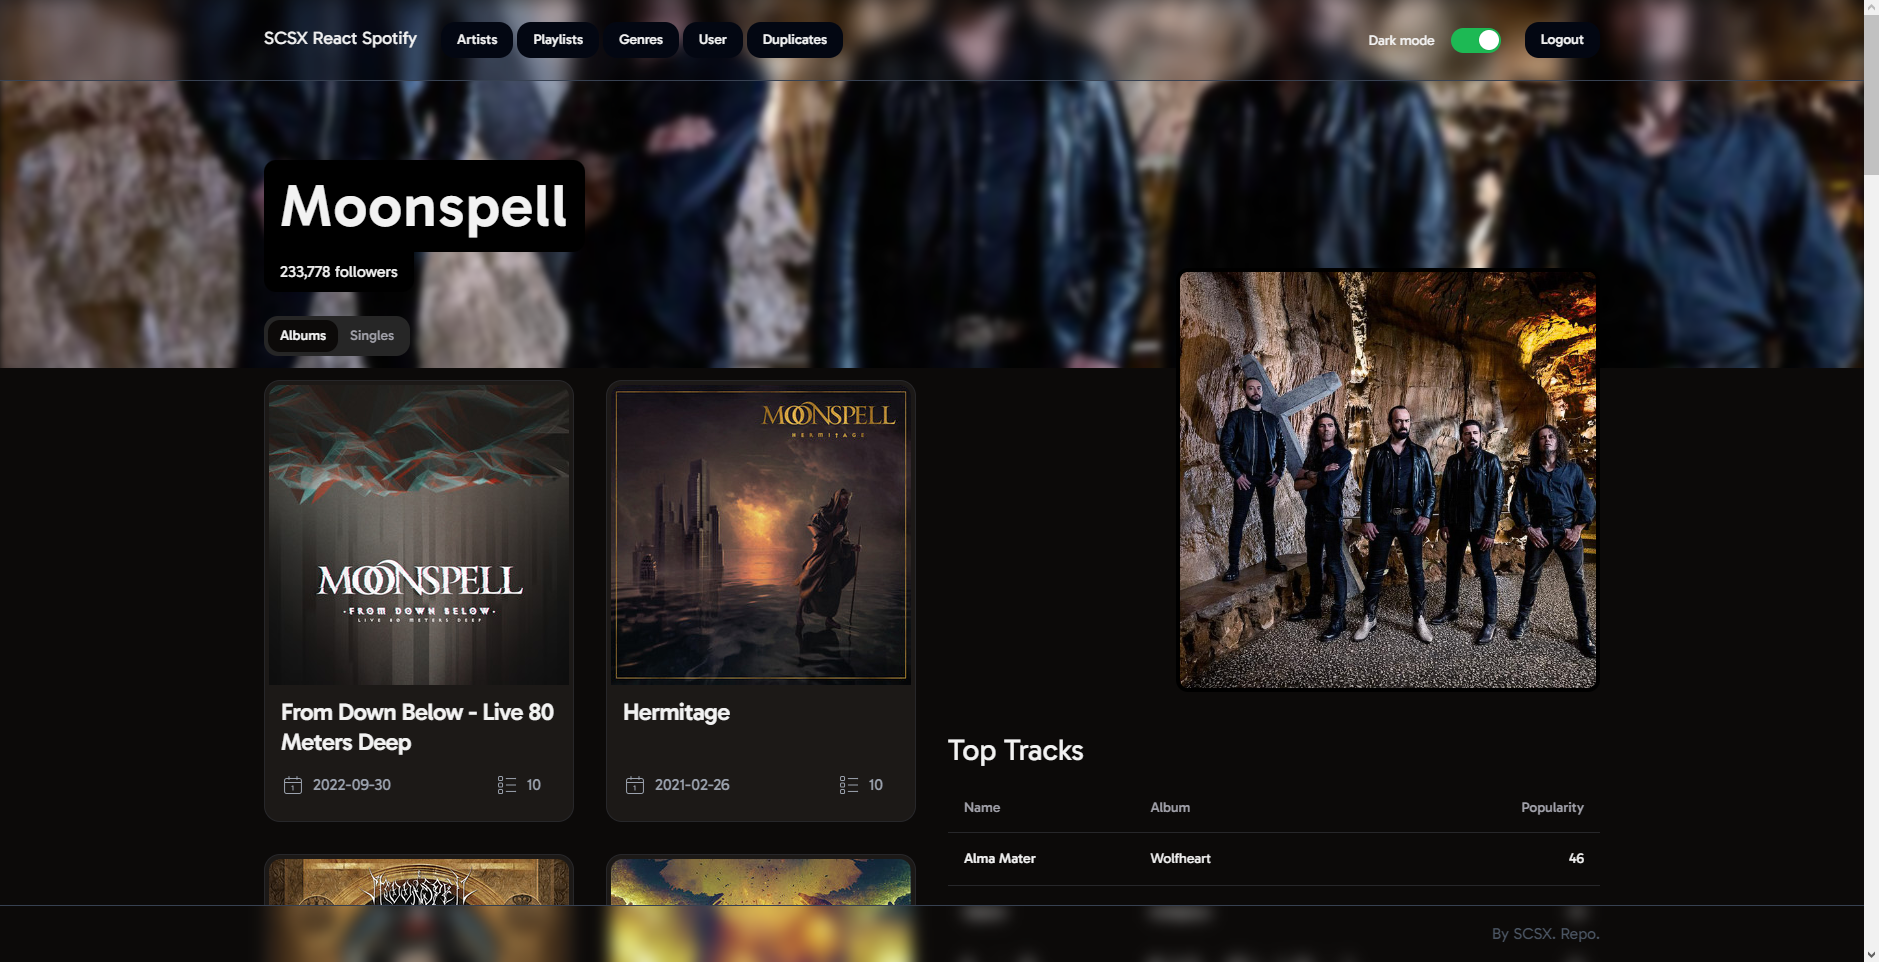 SCSX React Spotify
Artists
Playlists
Genres
User
Duplicates
Dark mode
Logout
Moonspell
233,778 followers
Albums
Singles
MOONSPELL
·FROM DOWN BELOW·
LIVE 80 METERS DEEP
From Down Below - Live 80
Meters Deep
2022-09-30
10
MOONSPELL
HERMITAGE
Hermitage
2021-02-26
10
Top Tracks
Name
Album
Popularity
Alma Mater
Wolfheart
46
MOONSPELL
By SCSX. Repo.